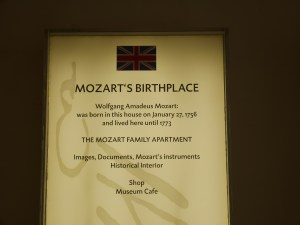 MOZART'S BIRTHPLACE
Wolfgang Amadeus Mozart:
was born in this house on January 27, 1756
and lived here until 1773
THE MOZART FAMILY APARTMENT
Images, Documents, Mozart's instruments
Historical Interior
Shop
Museum Cafe